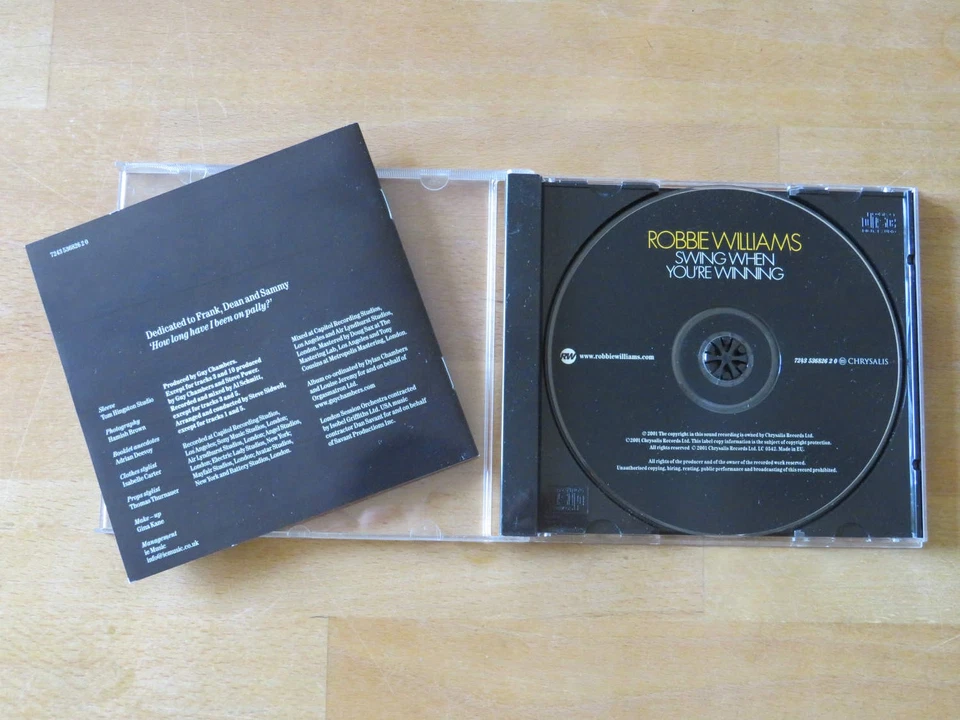 7243 536826 2 0
Dedicated to Frank, Dean and Sammy
'How long have I been on pally?'
Sleeve
Tom Hingston Studio
Photography
Hamish Brown
Booklet anecdotes
Adrian Deevoy
Clothes stylist
Isabelle Carter
Props stylist
Thomas Thurnauer
Make-up
Gina Kane
Management
ie Music
info@iemusic.co.uk
Produced by Guy Chambers.
Except for tracks 3 and 10 produced
by Guy Chambers and Steve Power.
Recorded and mixed by Al Schmitt,
except for tracks 3 and 5.
Arranged and conducted by Steve Sidwell,
except for tracks 1 and 5.
Recorded at Capitol Recording Studios,
Los Angeles; Sony Music Studios, London;
Air Lyndhurst Studios, London; Angel Studios,
London; Electric Lady Studios, New York;
Mayfair Studios, London; Avatar Studios,
New York and Battery Studios, London.
Mixed at Capitol Recording Studios,
Los Angeles and Air Lyndhurst Studios,
London. Mastered by Doug Sax at The
Mastering Lab, Los Angeles and Tony
Cousins at Metropolis Mastering, London.
Album co-ordinated by Dylan Chambers
and Louise Jeremy for and on behalf of
Orgasmatron Ltd.
www.guychambers.com
London Session Orchestra contracted
by Isobel Griffiths Ltd. USA music
contractor Dan Savant for and on behalf
of Savant Productions Inc.
ROBBIE WILLIAMS
SWING WHEN
YOU'RE WINNING
RW www.robbiewilliams.com
7243 536826 2 0 CHRYSALIS
℗ 2001 The copyright in this sound recording is owned by Chrysalis Records Ltd.
©2001 Chrysalis Records Ltd. This label copy information is the subject of copyright protection.
All rights reserved. © 2001 Chrysalis Records Ltd. LC 0542. Made in EU.
All rights of the producer and of the owner of the recorded work reserved.
Unauthorised copying, hiring, renting, public performance and broadcasting of this record prohibited.